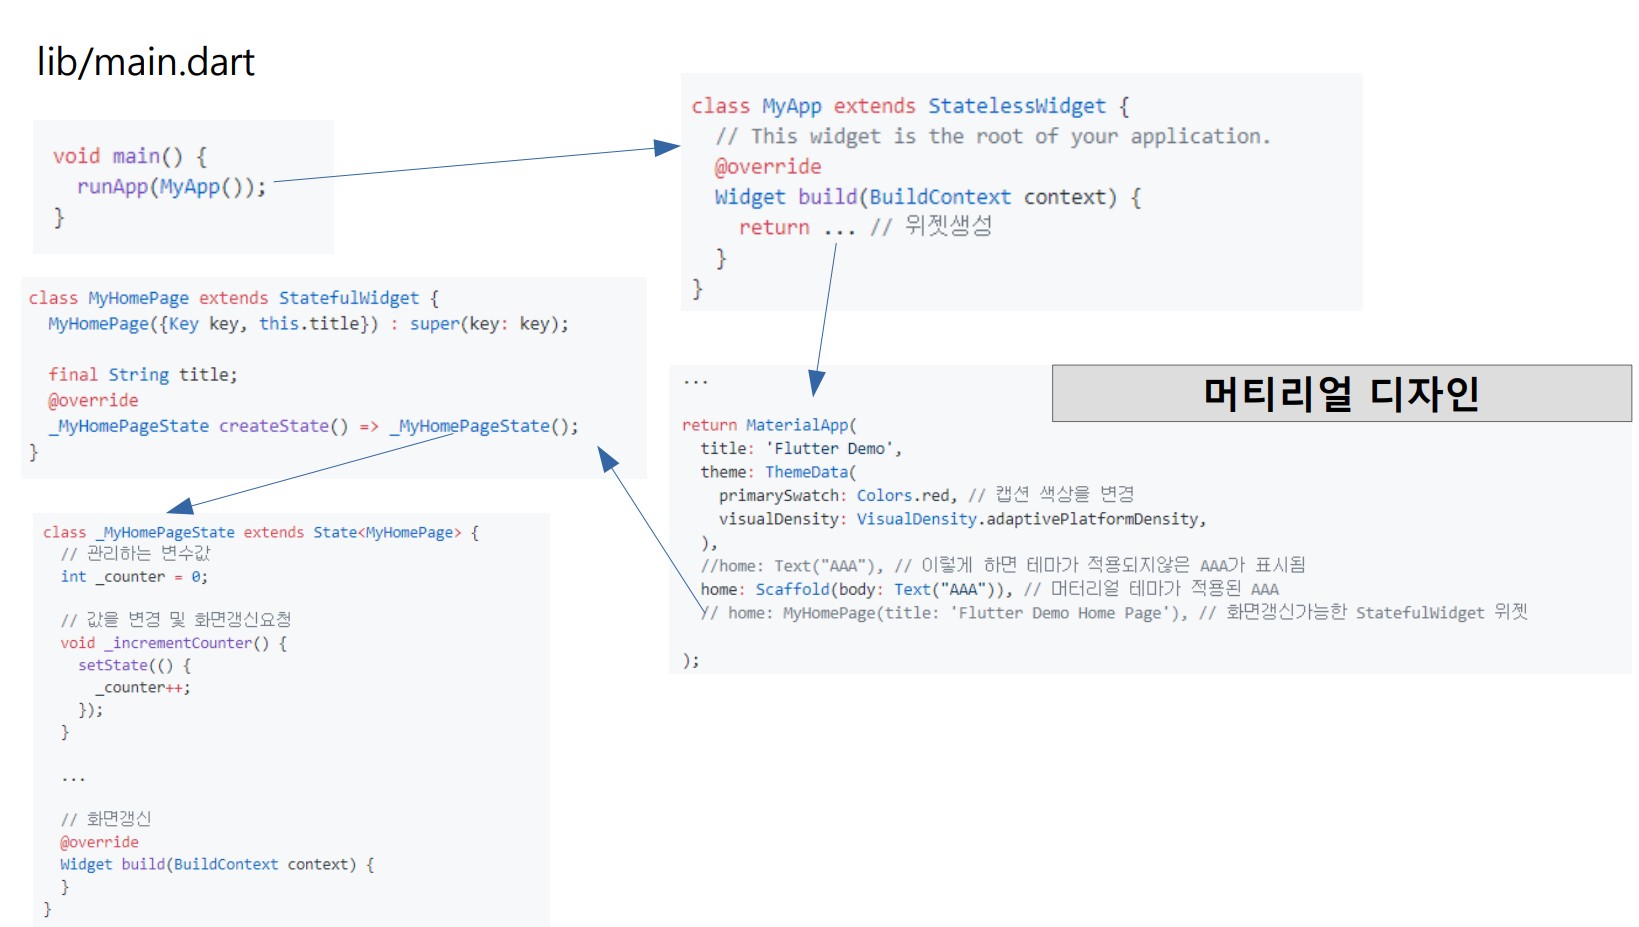 lib/main.dart
void main() {
  runApp(MyApp());
}
class MyApp extends StatelessWidget {
  // This widget is the root of your application.
  @override
  Widget build(BuildContext context) {
    return ... // 위젯생성
  }
}
class MyHomePage extends StatefulWidget {
  MyHomePage({Key key, this.title}) : super(key: key);
  final String title;
  @override
  _MyHomePageState createState() => _MyHomePageState();
}
...
머티리얼 디자인
return MaterialApp(
  title: 'Flutter Demo',
  theme: ThemeData(
    primarySwatch: Colors.red, // 캡션 색상을 변경
    visualDensity: VisualDensity.adaptivePlatformDensity,
  ),
  //home: Text("AAA"), // 이렇게 하면 테마가 적용되지않은 AAA가 표시됨
  home: Scaffold(body: Text("AAA")), // 머터리얼 테마가 적용된 AAA
  // home: MyHomePage(title: 'Flutter Demo Home Page'), // 화면갱신가능한 StatefulWidget 위젯
);
class _MyHomePageState extends State<MyHomePage> {
  // 관리하는 변수값
  int _counter = 0;
  // 값을 변경 및 화면갱신요청
  void _incrementCounter() {
    setState(() {
      _counter++;
    });
  }
  ...
  // 화면갱신
  @override
  Widget build(BuildContext context) {
  }
}